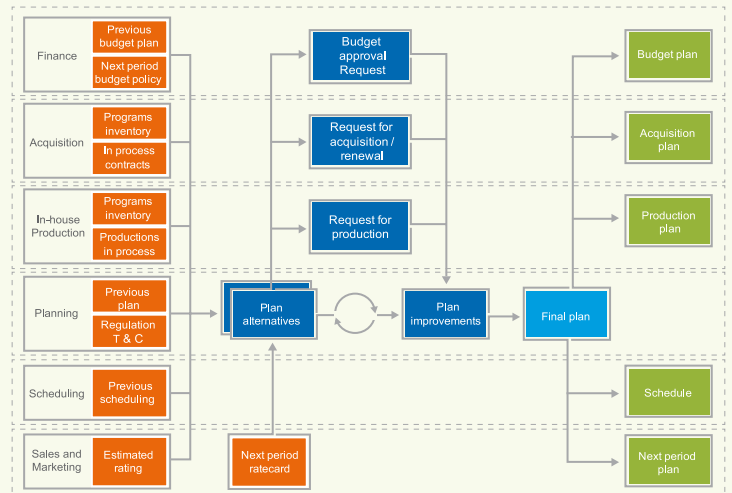 Finance
Previous
budget plan
Next period
budget policy
Budget
approval
Request
Budget plan
Acquisition
Programs
inventory
In process
contracts
Request for
acquisition /
renewal
Acquisition
plan
In-house
Production
Programs
inventory
Productions
in process
Request for
production
Production
plan
Planning
Previous
plan
Regulation
T & C
Plan
alternatives
Plan
improvements
Final plan
Scheduling
Previous
scheduling
Schedule
Sales and
Marketing
Estimated
rating
Next period
ratecard
Next period
plan